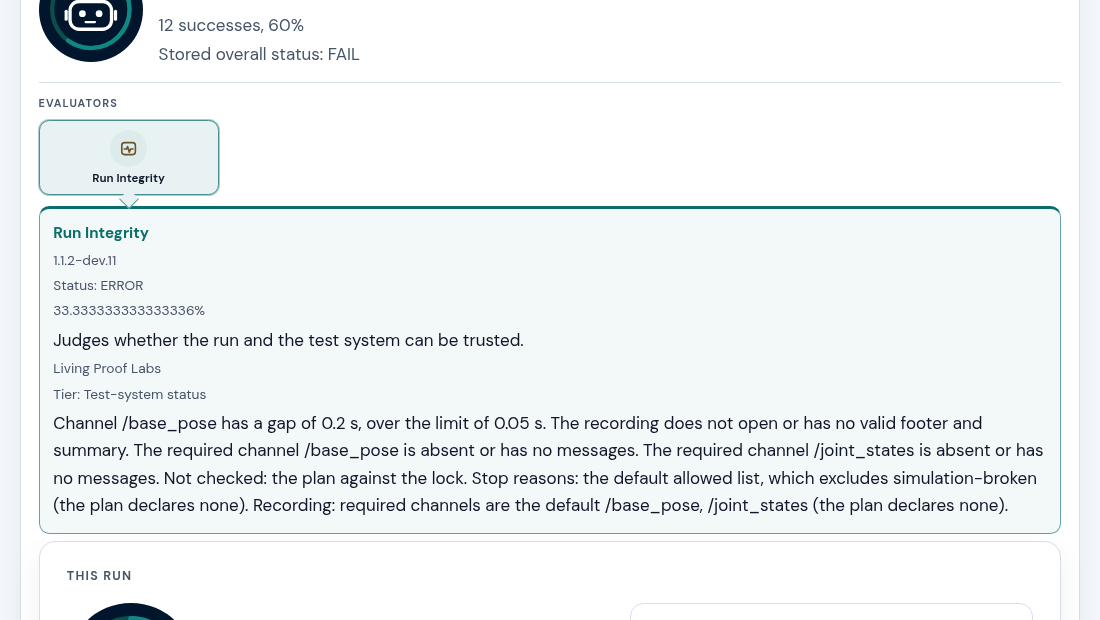 12 successes, 60%
Stored overall status: FAIL
EVALUATORS
Run Integrity
Run Integrity
1.1.2-dev.11
Status: ERROR
33.333333333333336%
Judges whether the run and the test system can be trusted.
Living Proof Labs
Tier: Test-system status
Channel /base_pose has a gap of 0.2 s, over the limit of 0.05 s. The recording does not open or has no valid footer and
summary. The required channel /base_pose is absent or has no messages. The required channel /joint_states is absent or has
no messages. Not checked: the plan against the lock. Stop reasons: the default allowed list, which excludes simulation-broken
(the plan declares none). Recording: required channels are the default /base_pose, /joint_states (the plan declares none).
THIS RUN